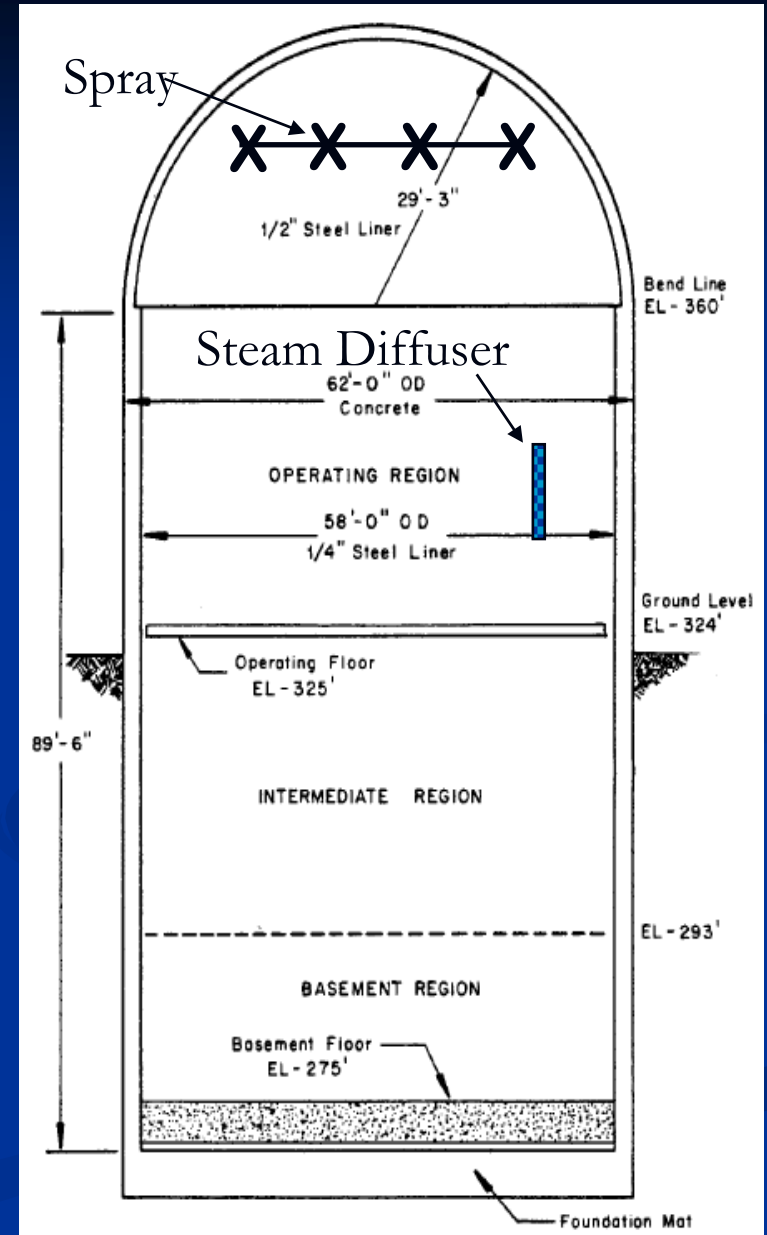 Spray
29'-3"
1/2" Steel Liner
Bend Line
EL-360'
Steam Diffuser
62'-0" OD
Concrete
OPERATING REGION
58'-0" OD
1/4" Steel Liner
Ground Level
EL-324'
Operating Floor
EL-325'
89'-6"
INTERMEDIATE REGION
EL-293'
BASEMENT REGION
Basement Floor
EL-275'
Foundation Mat